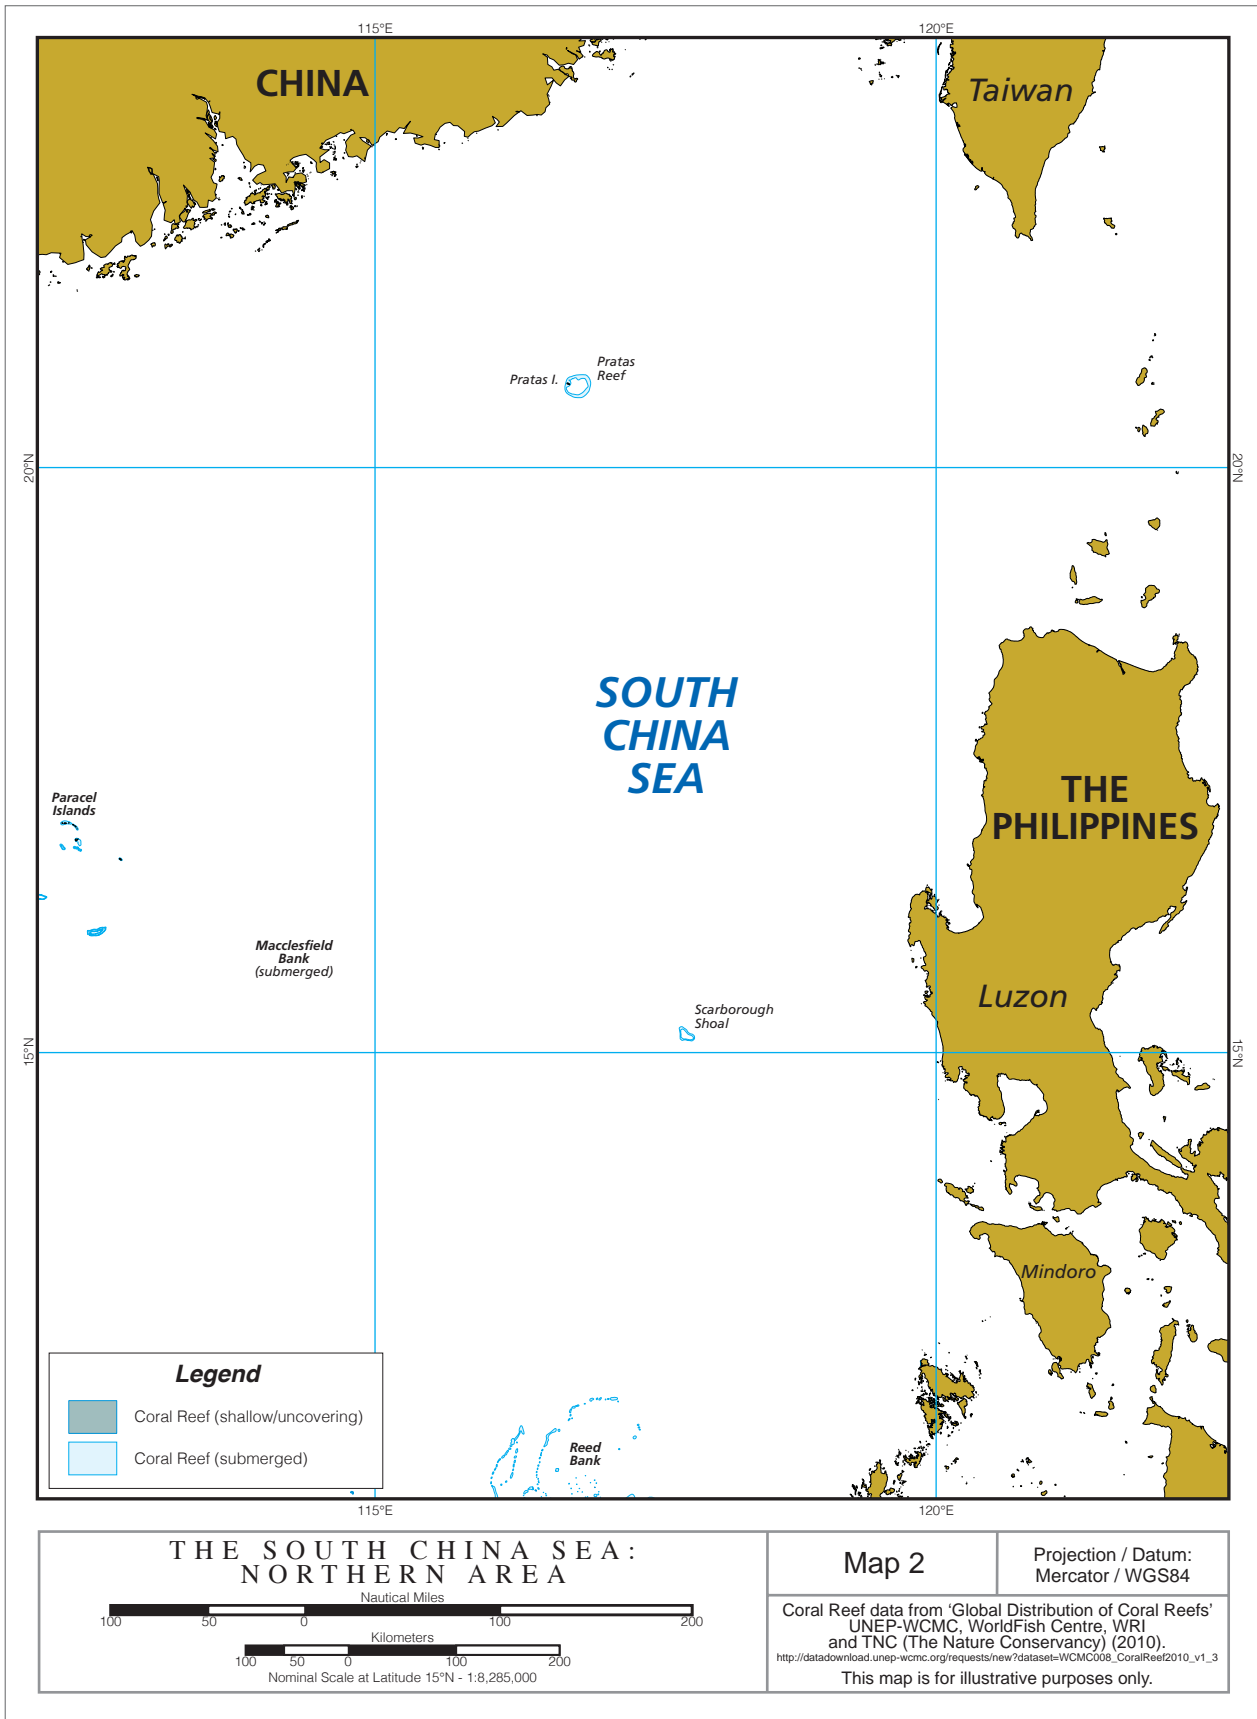 115°E
120°E
CHINA
Taiwan
Pratas I.
Pratas
Reef
20°N
20°N
SOUTH
CHINA
SEA
THE
PHILIPPINES
Paracel
Islands
Macclesfield
Bank
(submerged)
Luzon
Scarborough
Shoal
15°N
15°N
Mindoro
Legend
Coral Reef (shallow/uncovering)
Coral Reef (submerged)
Reed
Bank
115°E
120°E
THE SOUTH CHINA SEA:
NORTHERN AREA
Nautical Miles
100 50 0 100 200
Kilometers
100 50 0 100 200
Nominal Scale at Latitude 15°N - 1:8,285,000
Map 2
Projection / Datum:
Mercator / WGS84
Coral Reef data from ‘Global Distribution of Coral Reefs’
UNEP-WCMC, WorldFish Centre, WRI
and TNC (The Nature Conservancy) (2010).
http://datadownload.unep-wcmc.org/requests/new?dataset=WCMC008_CoralReef2010_v1_3
This map is for illustrative purposes only.